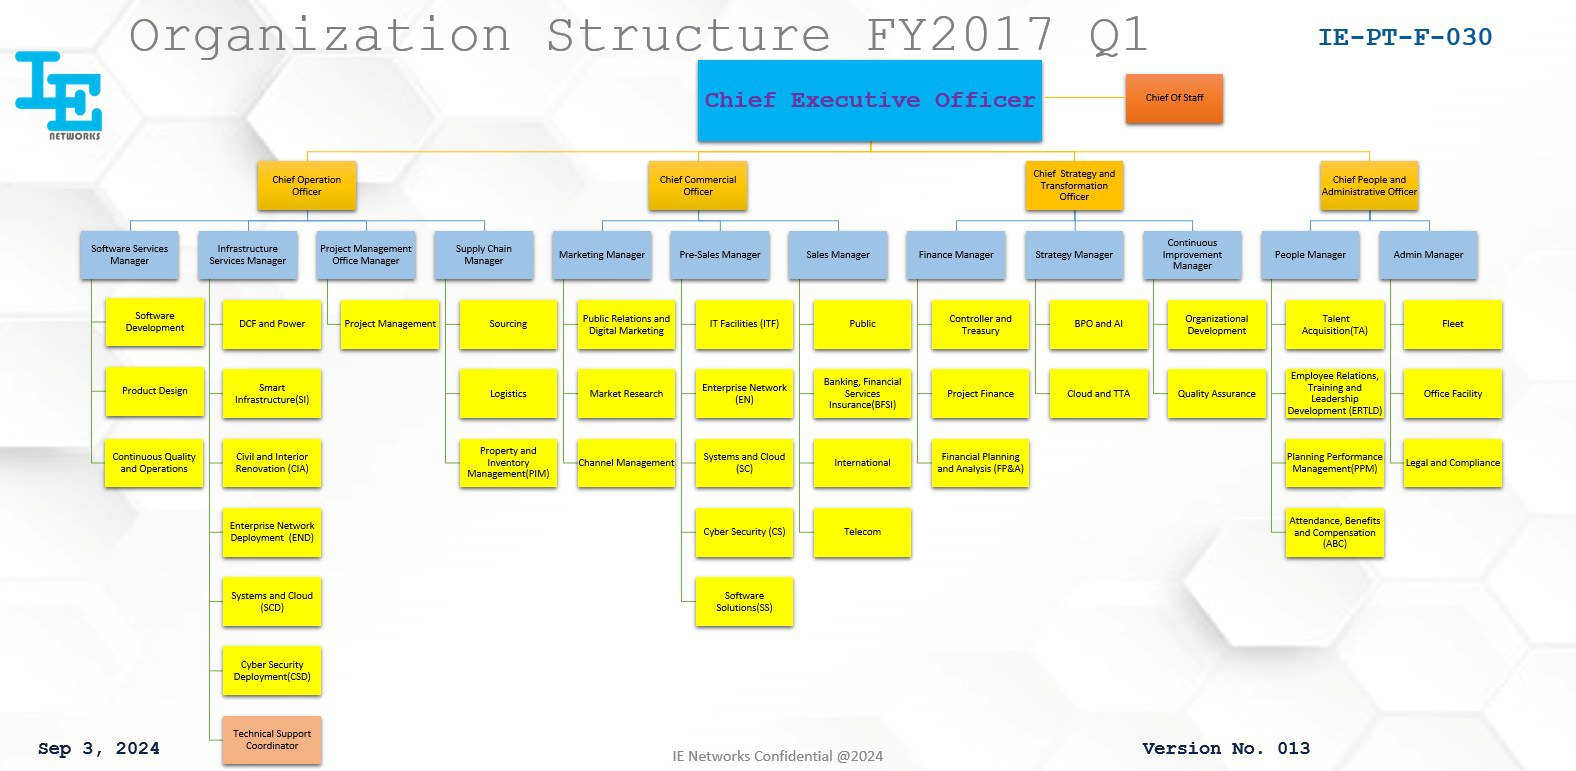 Organization Structure FY2017 Q1
IE-PT-F-030
IE
NETWORKS
Chief Executive Officer
Chief Of Staff
Chief Operation
Officer
Chief Commercial
Officer
Chief  Strategy and
Transformation
Officer
Chief People and
Administrative Officer
Software Services
Manager
Infrastructure
Services Manager
Project Management
Office Manager
Supply Chain
Manager
Marketing Manager
Pre-Sales Manager
Sales Manager
Finance Manager
Strategy Manager
Continuous
Improvement
Manager
People Manager
Admin Manager
Software
Development
DCF and Power
Project Management
Sourcing
Public Relations and
Digital Marketing
IT Facilities (ITF)
Public
Controller and
Treasury
BPO and AI
Organizational
Development
Talent
Acquisition(TA)
Fleet
Product Design
Smart
Infrastructure(SI)
Logistics
Market Research
Enterprise Network
(EN)
Banking, Financial
Services
Insurance(BFSI)
Project Finance
Cloud and TTA
Quality Assurance
Employee Relations,
Training and
Leadership
Development (ERTLD)
Office Facility
Continuous Quality
and Operations
Civil and Interior
Renovation (CIA)
Property and
Inventory
Management(PIM)
Channel Management
Systems and Cloud
(SC)
International
Financial Planning
and Analysis (FP&A)
Planning Performance
Management(PPM)
Legal and Compliance
Enterprise Network
Deployment  (END)
Cyber Security (CS)
Telecom
Attendance, Benefits
and Compensation
(ABC)
Systems and Cloud
(SCD)
Software
Solutions(SS)
Cyber Security
Deployment(CSD)
Technical Support
Coordinator
Sep 3, 2024
IE Networks Confidential @2024
Version No. 013